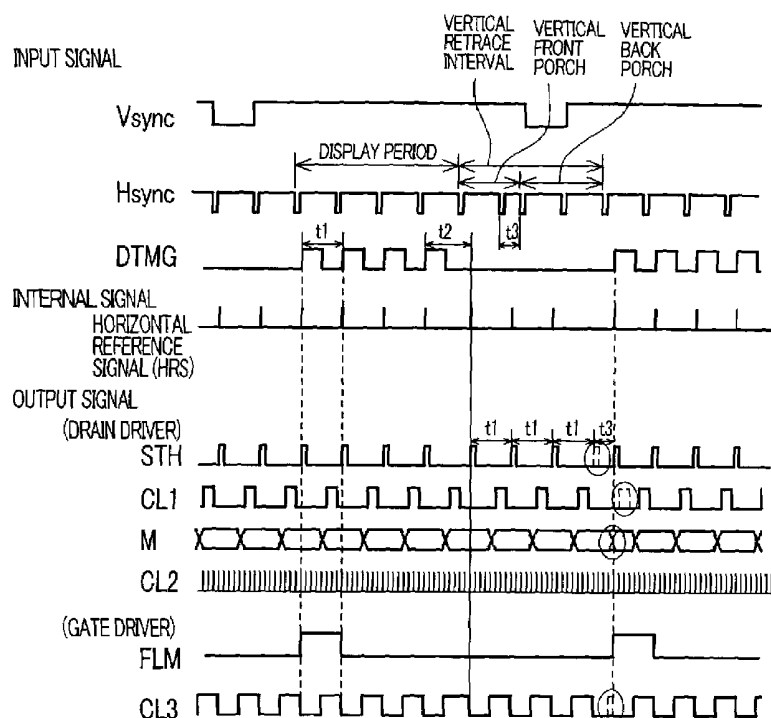 VERTICAL RETRACE INTERVAL
VERTICAL FRONT PORCH
VERTICAL BACK PORCH
INPUT SIGNAL
Vsync
DISPLAY PERIOD
Hsync
t1
t2
t3
DTMG
INTERNAL SIGNAL
HORIZONTAL
REFERENCE
SIGNAL (HRS)
OUTPUT SIGNAL
(DRAIN DRIVER)
t1
t1
t1
t3
STH
CL1
M
CL2
(GATE DRIVER)
FLM
CL3